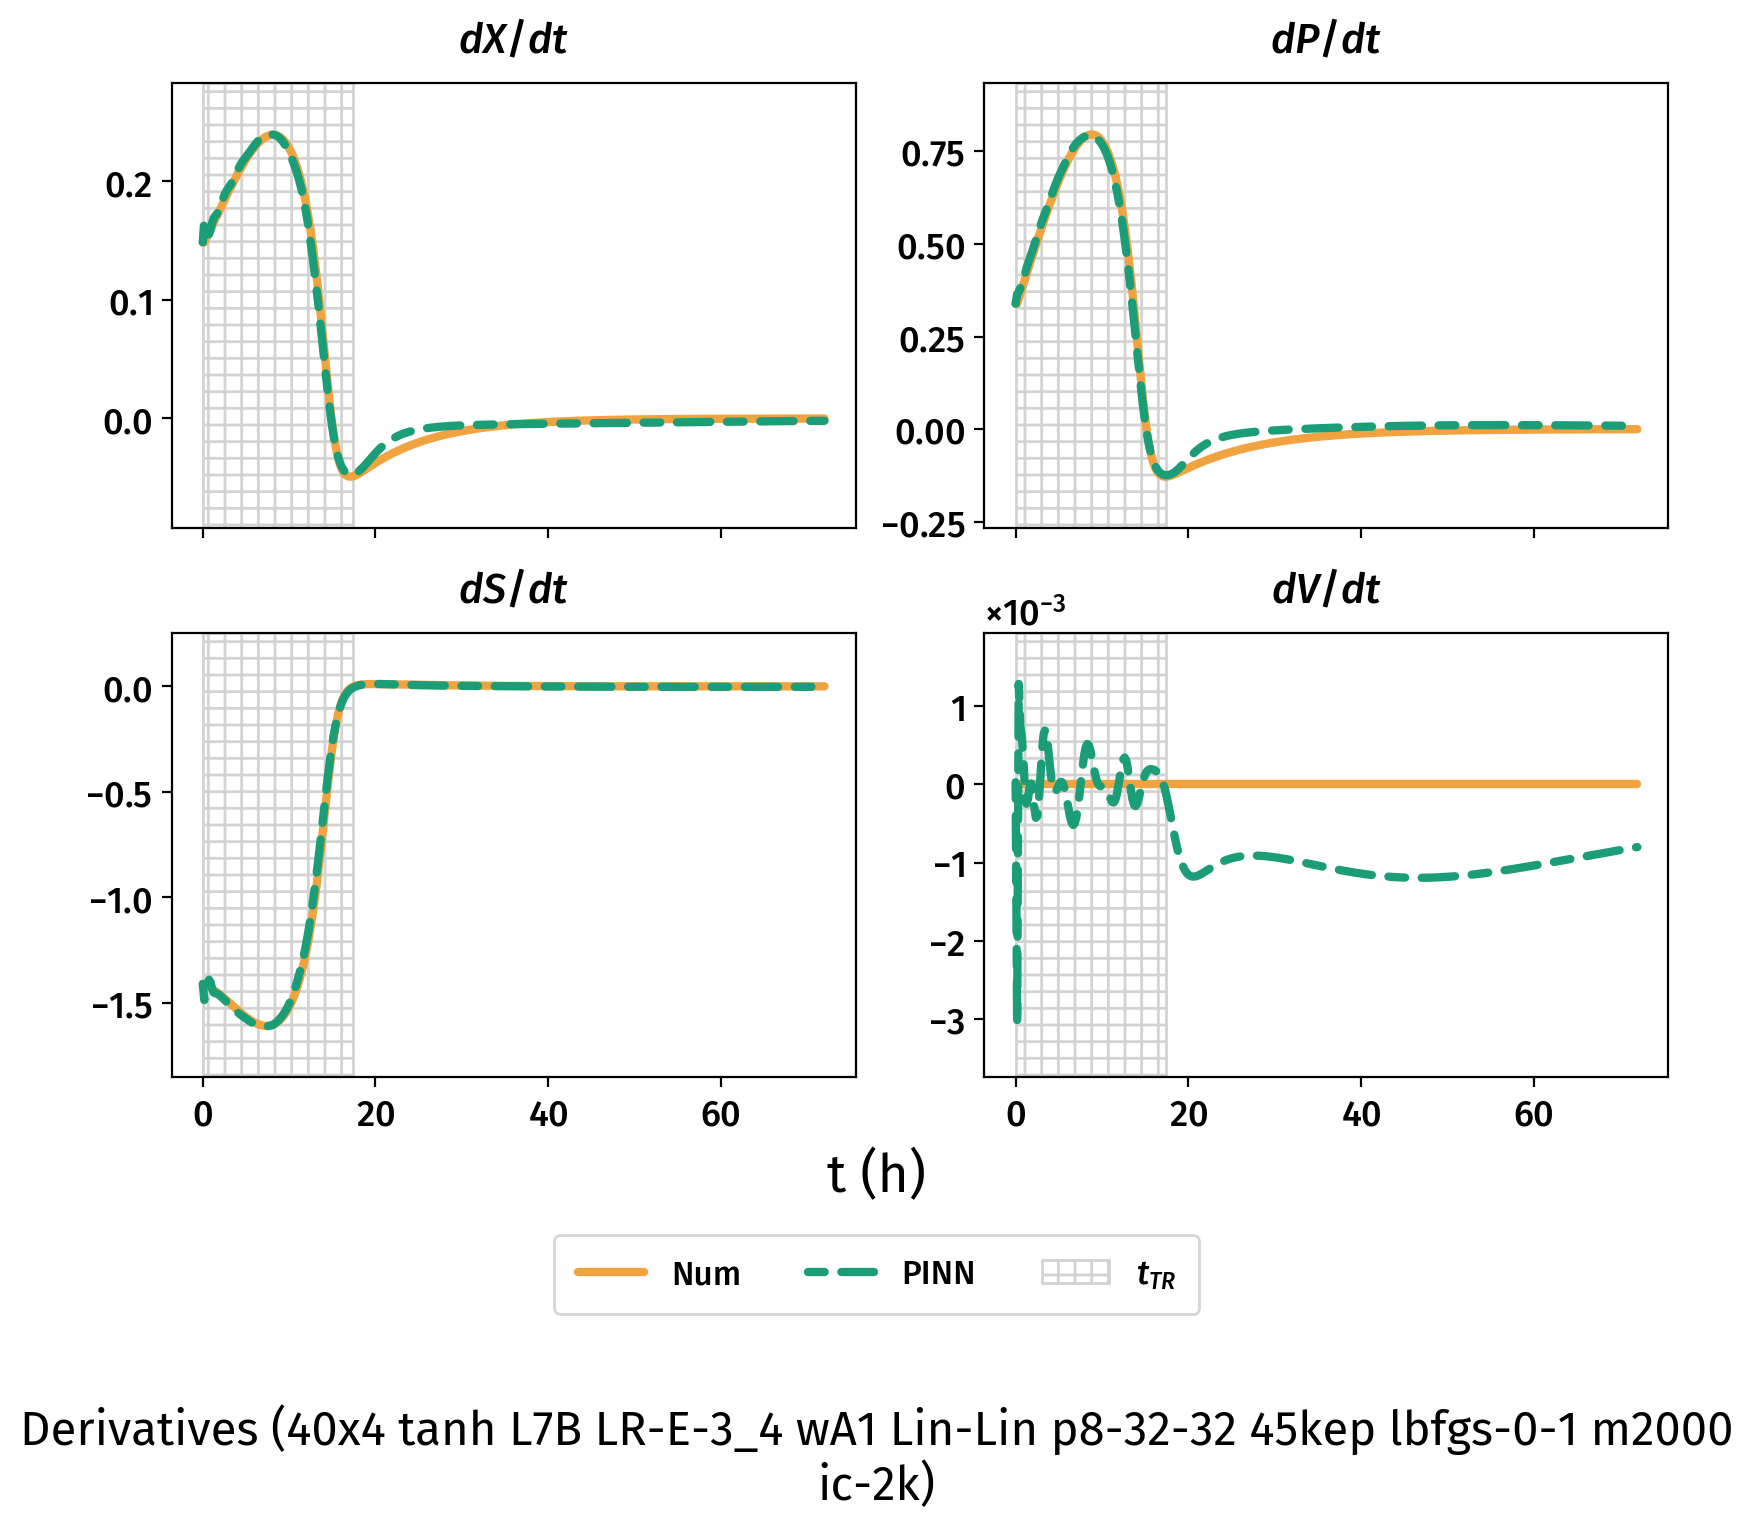 dX/dt
dP/dt
0.2
0.1
0.0
0.75
0.50
0.25
0.00
−0.25
dS/dt
dV/dt
×10⁻³
0.0
−0.5
−1.0
−1.5
1
0
−1
−2
−3
0 20 40 60
0 20 40 60
t (h)
Num PINN t_TR
Derivatives (40x4 tanh L7B LR-E-3_4 wA1 Lin-Lin p8-32-32 45kep lbfgs-0-1 m2000
ic-2k)